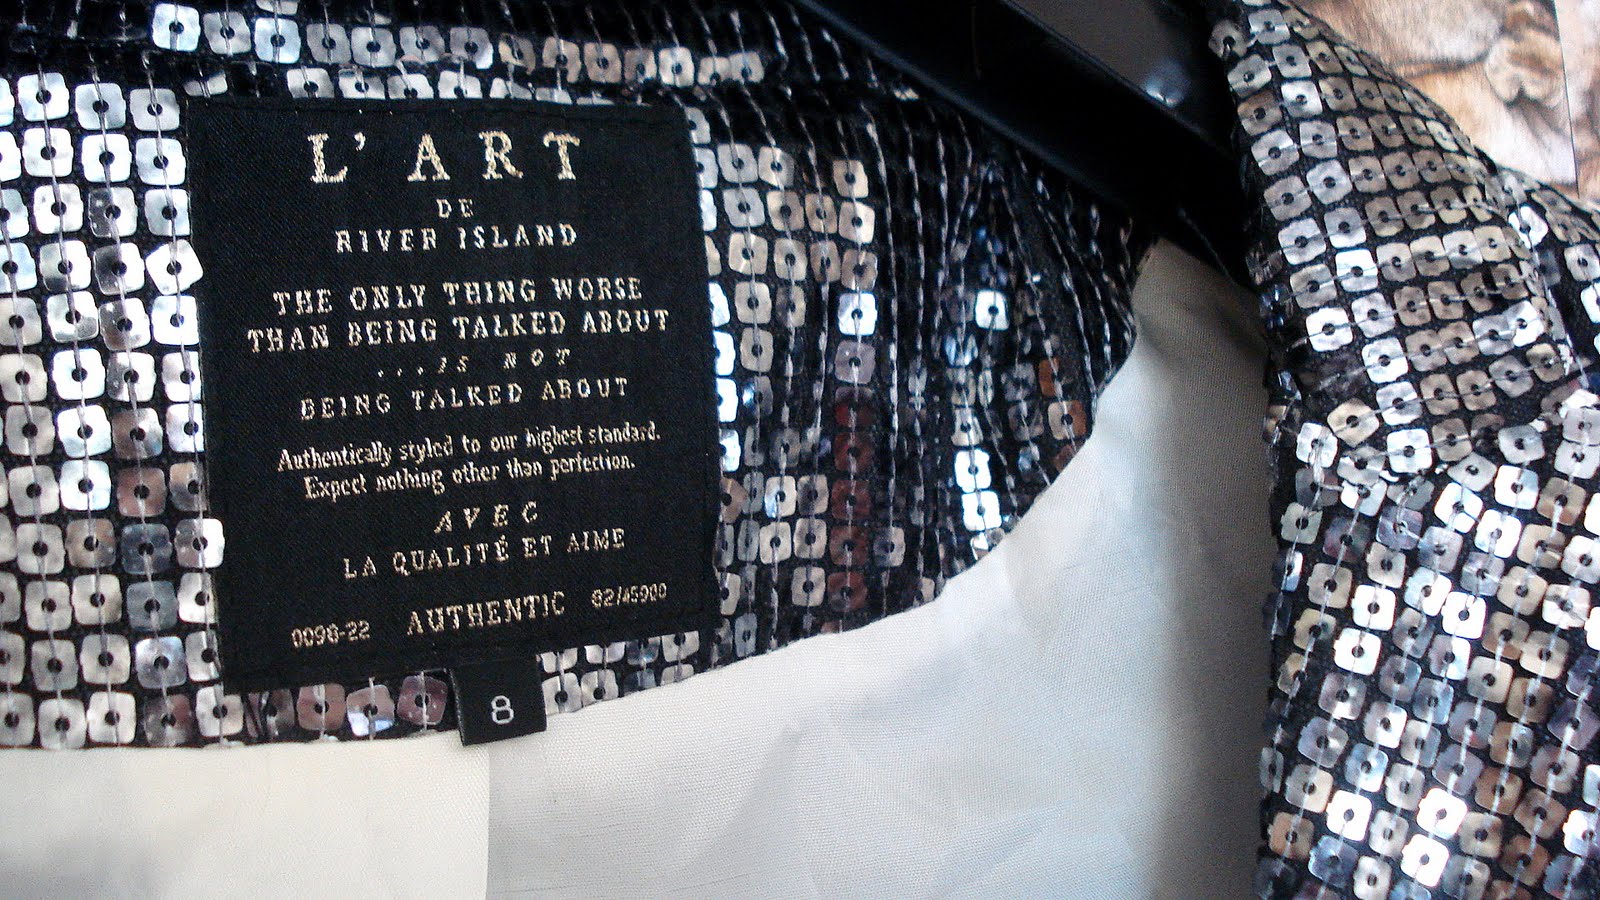 L'ART
DE
RIVER ISLAND
THE ONLY THING WORSE
THAN BEING TALKED ABOUT
...IS NOT
BEING TALKED ABOUT
Authentically styled to our highest standard.
Expect nothing other than perfection.
AVEC
LA QUALITÉ ET AIME
0096-22 AUTHENTIC 82/45900
8